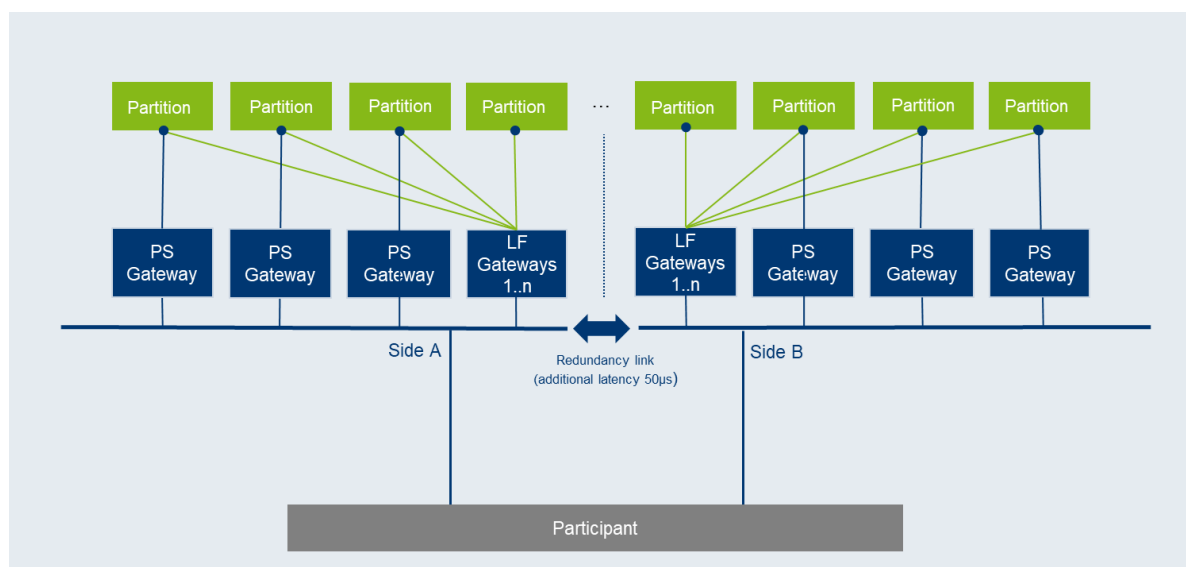 Partition
Partition
Partition
Partition
...
Partition
Partition
Partition
Partition
PS
Gateway
PS
Gateway
PS
Gateway
LF
Gateways
1..n
LF
Gateways
1..n
PS
Gateway
PS
Gateway
PS
Gateway
Side A
Side B
Redundancy link
(additional latency 50µs)
Participant